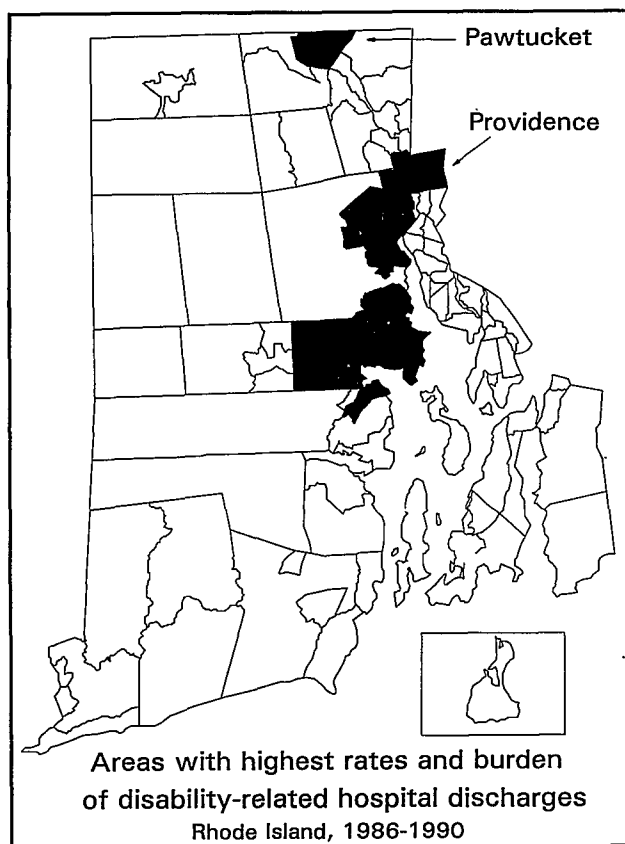 Pawtucket
Providence
Areas with highest rates and burden
of disability-related hospital discharges
Rhode Island, 1986-1990